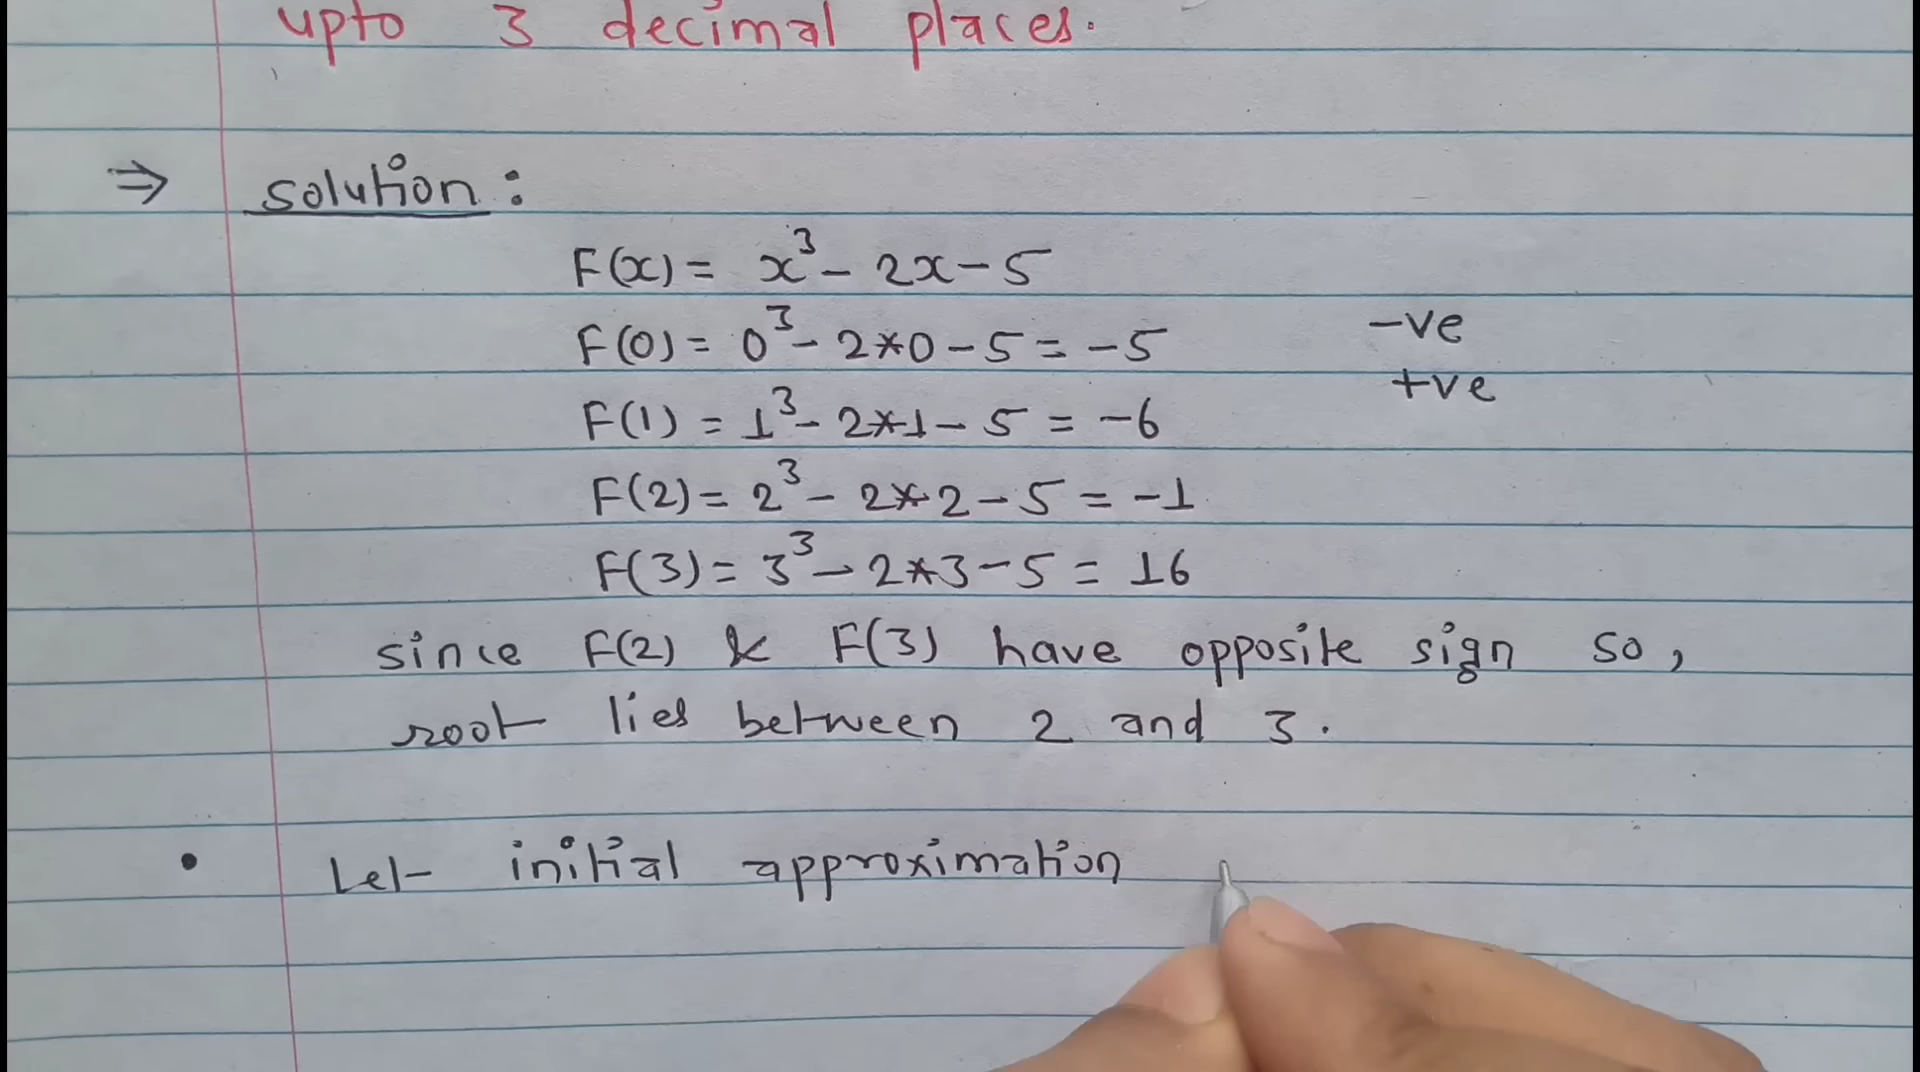 upto 3 decimal places.
⇒ solution:
F(x) = x³ - 2x - 5
F(0) = 0³ - 2*0 - 5 = -5
-ve
+ve
F(1) = 1³ - 2*1 - 5 = -6
F(2) = 2³ - 2*2 - 5 = -1
F(3) = 3³ - 2*3 - 5 = 16
since F(2) & F(3) have opposite sign so,
root lies between 2 and 3.
• Let initial approximation